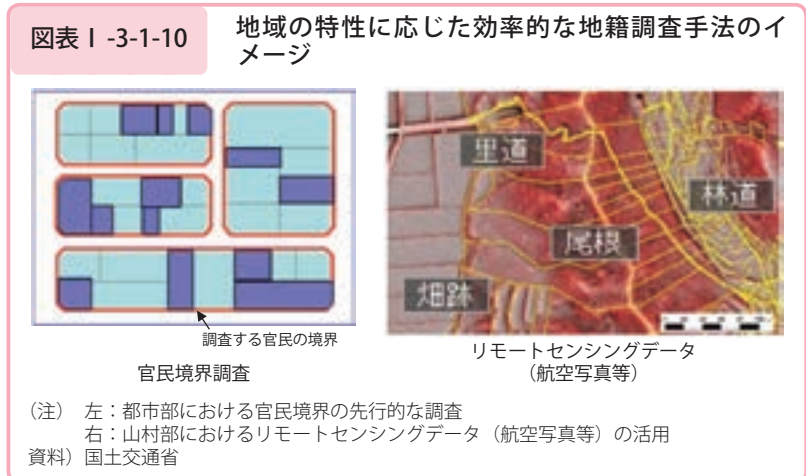 図表Ⅰ-3-1-10
地域の特性に応じた効率的な地籍調査手法のイ
メージ
調査する官民の境界
官民境界調査
里道
林道
尾根
畑跡
リモートセンシングデータ
（航空写真等）
（注） 左：都市部における官民境界の先行的な調査
右：山村部におけるリモートセンシングデータ（航空写真等）の活用
資料）国土交通省